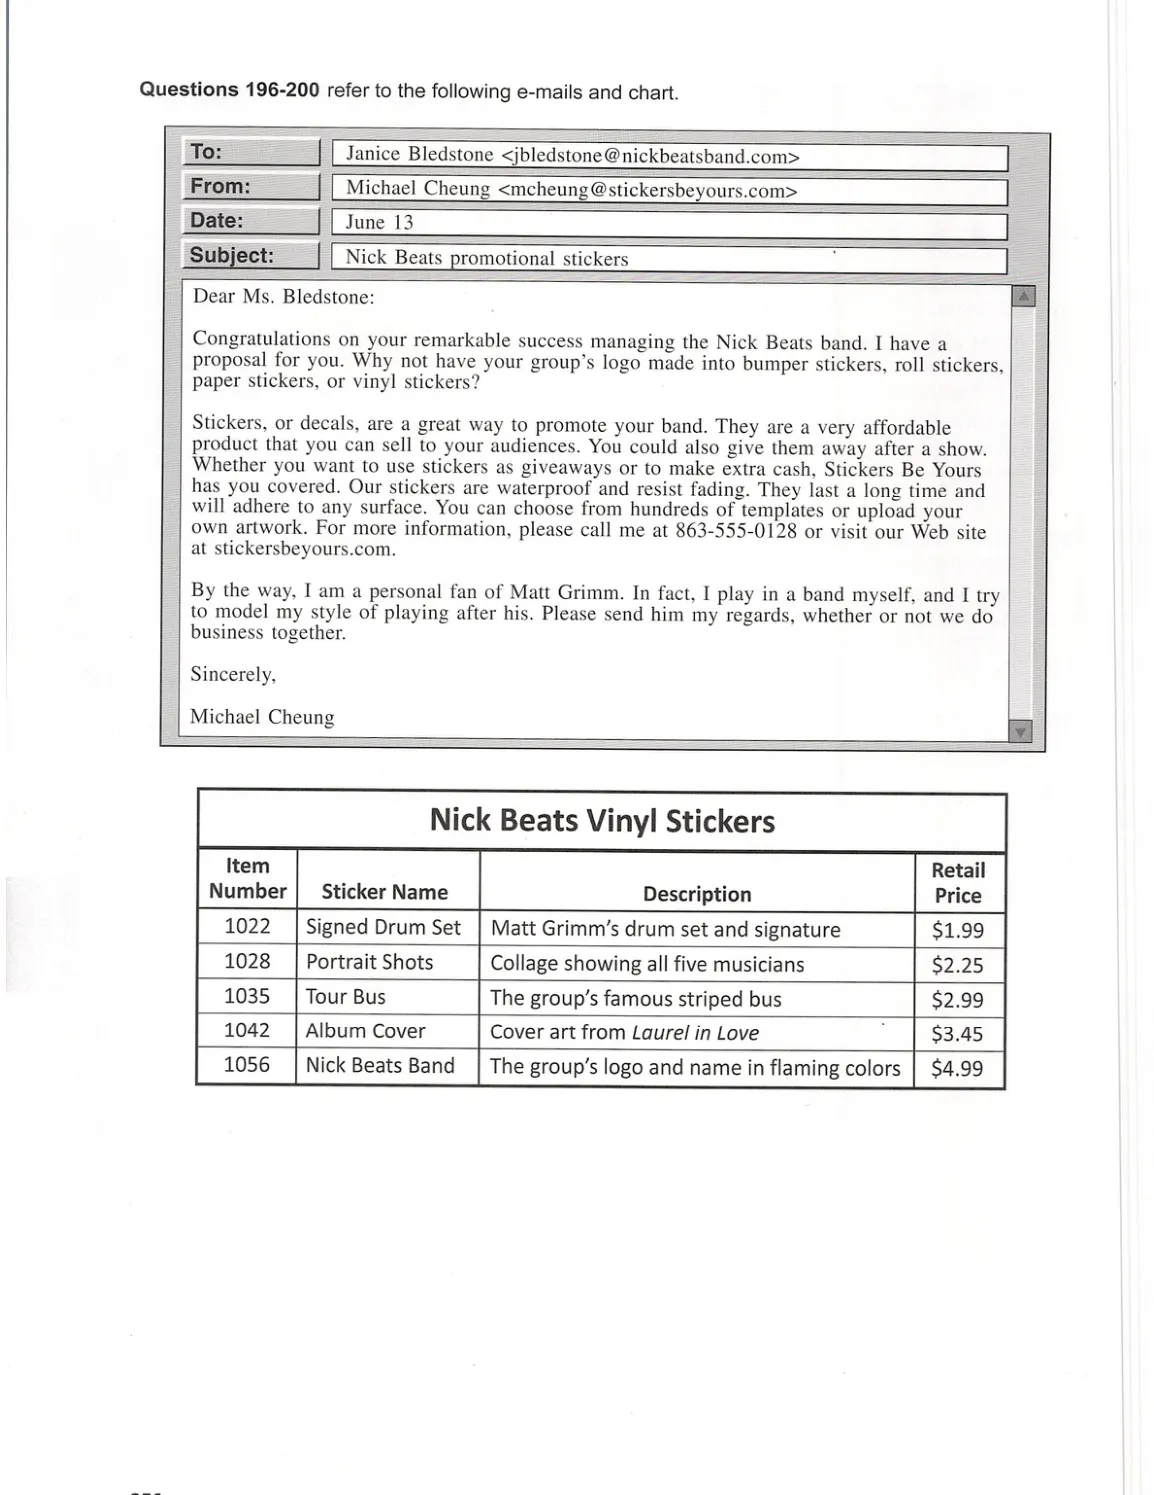 Questions 196-200 refer to the following e-mails and chart.
To: Janice Bledstone <jbledstone@nickbeatsband.com>
From: Michael Cheung <mcheung@stickersbeyours.com>
Date: June 13
Subject: Nick Beats promotional stickers
Dear Ms. Bledstone:
Congratulations on your remarkable success managing the Nick Beats band. I have a
proposal for you. Why not have your group's logo made into bumper stickers, roll stickers,
paper stickers, or vinyl stickers?
Stickers, or decals, are a great way to promote your band. They are a very affordable
product that you can sell to your audiences. You could also give them away after a show.
Whether you want to use stickers as giveaways or to make extra cash, Stickers Be Yours
has you covered. Our stickers are waterproof and resist fading. They last a long time and
will adhere to any surface. You can choose from hundreds of templates or upload your
own artwork. For more information, please call me at 863-555-0128 or visit our Web site
at stickersbeyours.com.
By the way, I am a personal fan of Matt Grimm. In fact, I play in a band myself, and I try
to model my style of playing after his. Please send him my regards, whether or not we do
business together.
Sincerely,
Michael Cheung
Nick Beats Vinyl Stickers
Item Number Sticker Name Description Retail Price
1022 Signed Drum Set Matt Grimm's drum set and signature $1.99
1028 Portrait Shots Collage showing all five musicians $2.25
1035 Tour Bus The group's famous striped bus $2.99
1042 Album Cover Cover art from Laurel in Love $3.45
1056 Nick Beats Band The group's logo and name in flaming colors $4.99